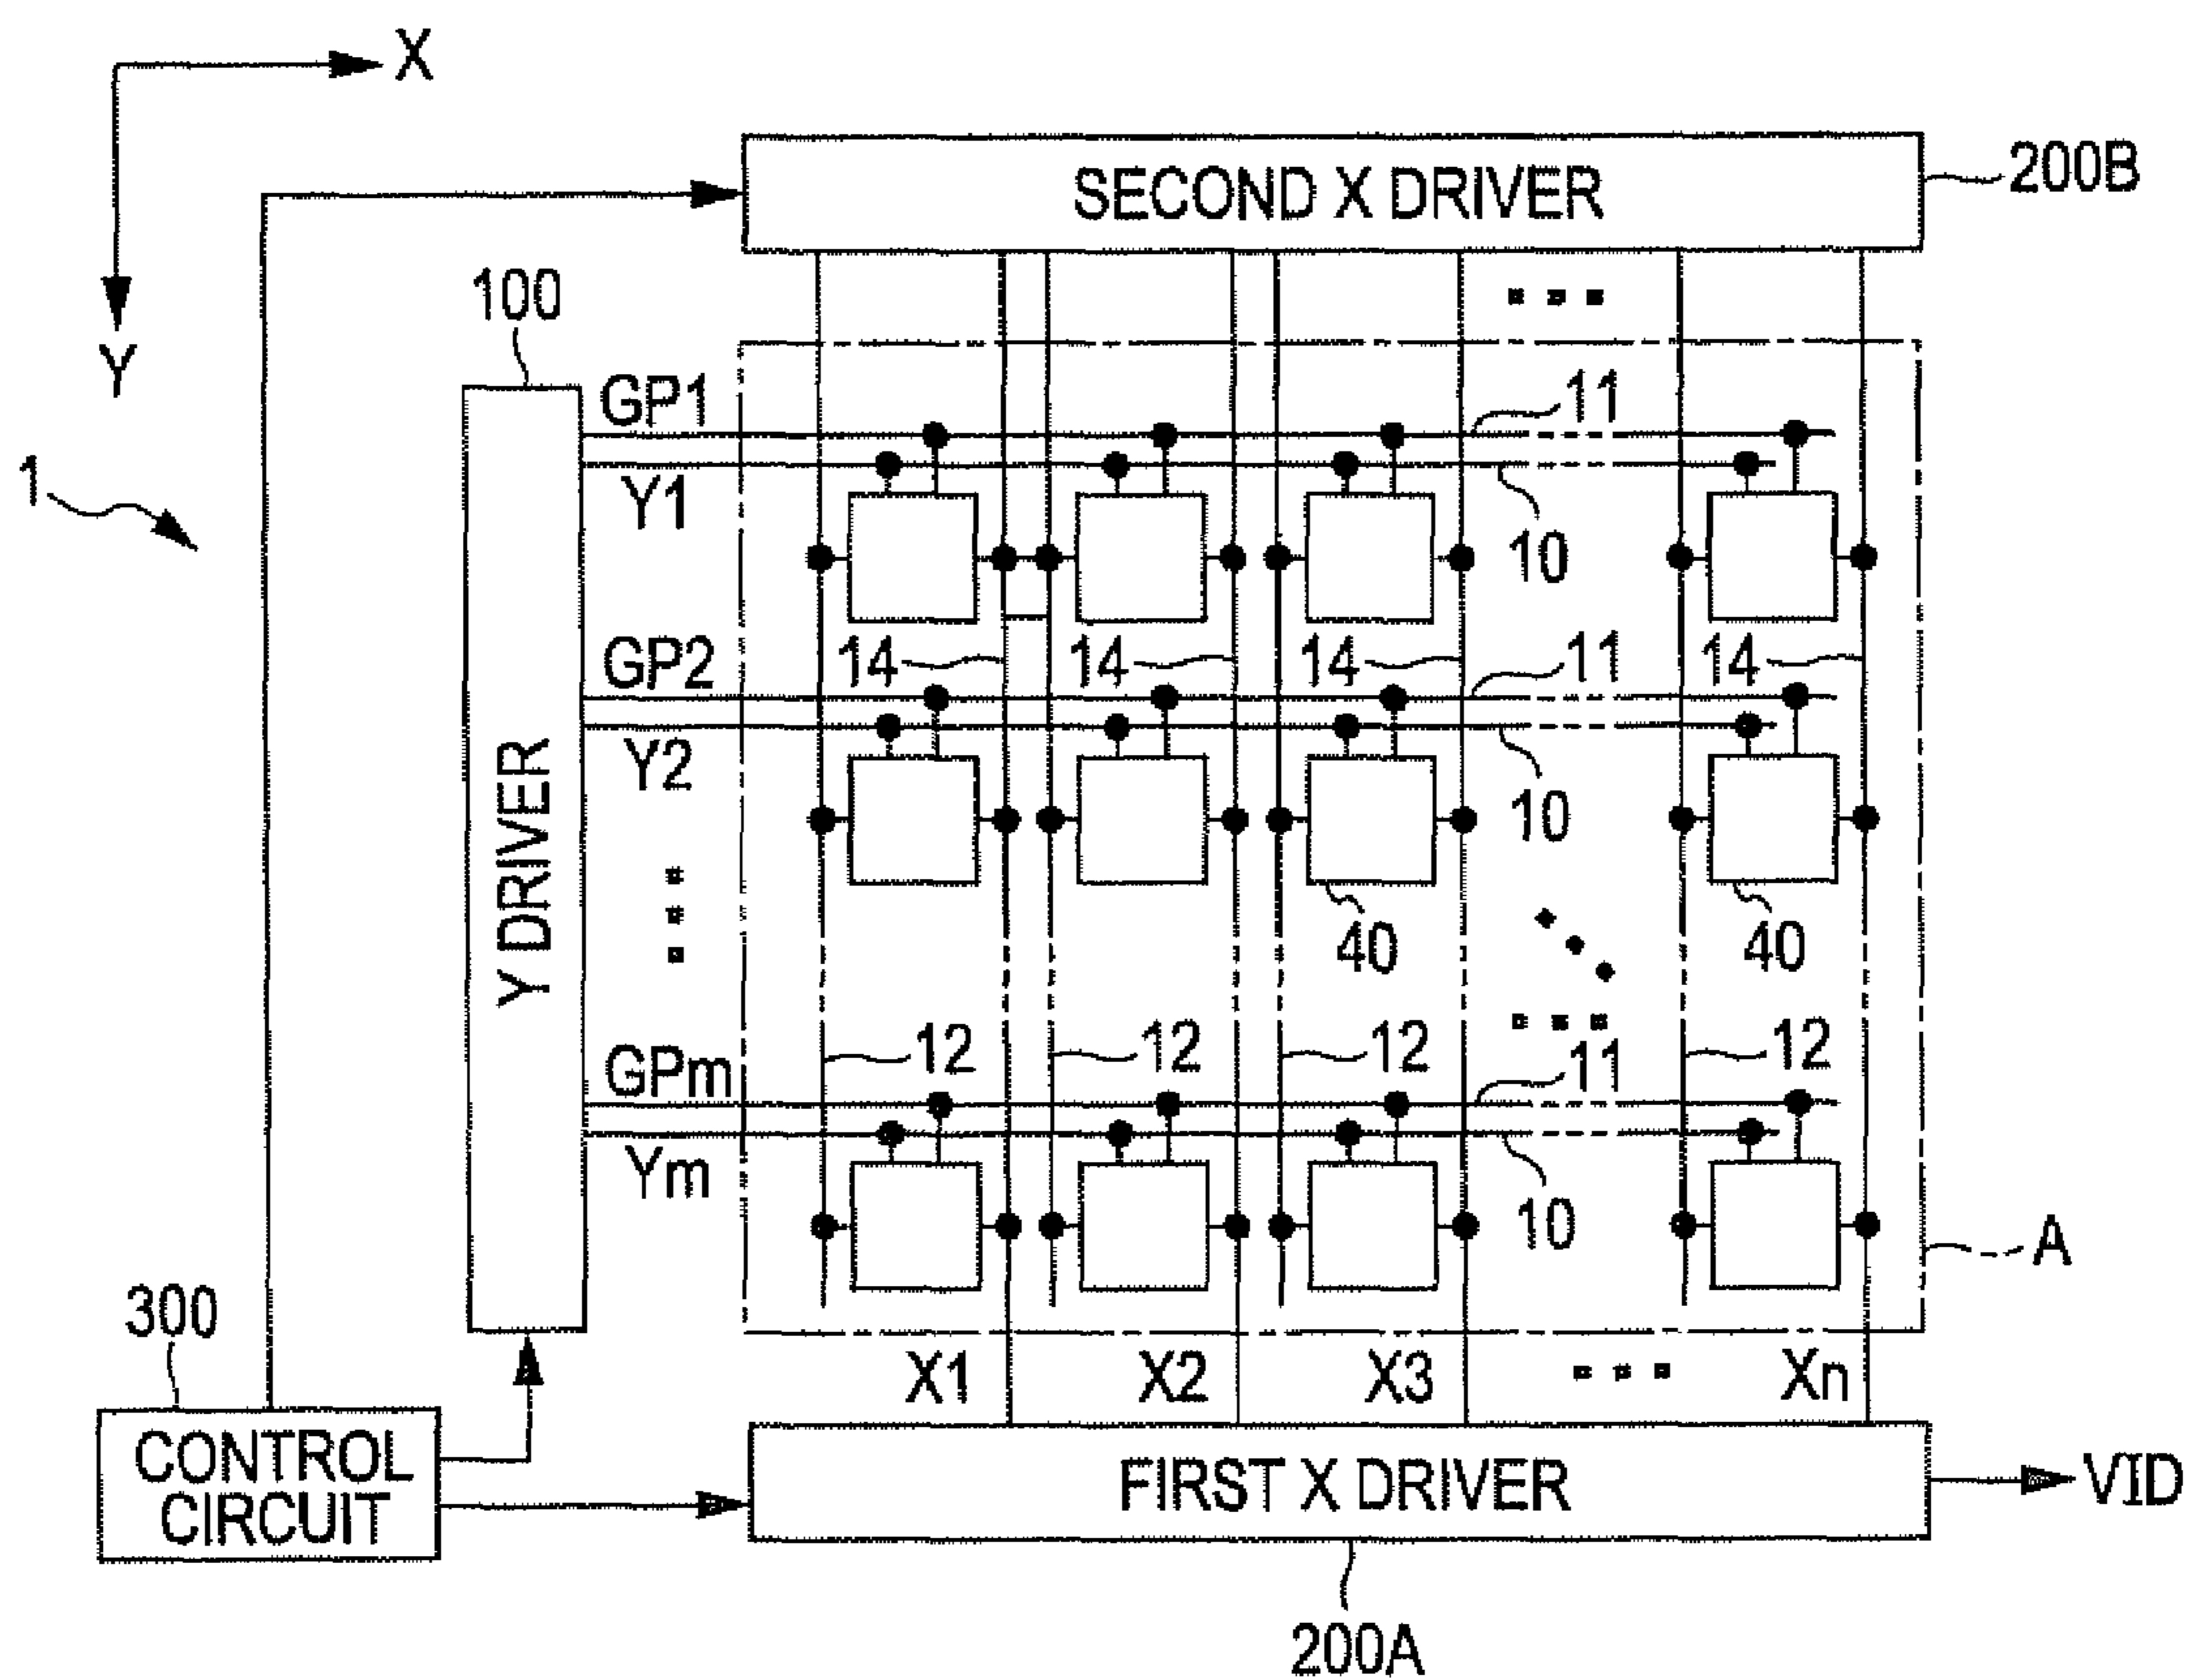 X
SECOND X DRIVER
200B
Y
100
GP1
11
1
Y1
10
GP2
14
14
14
11
14
Y2
10
Y DRIVER
40
40
12
12
12
12
GPm
11
Ym
10
A
300
X1
X2
X3
Xn
CONTROL
CIRCUIT
FIRST X DRIVER
VID
200A